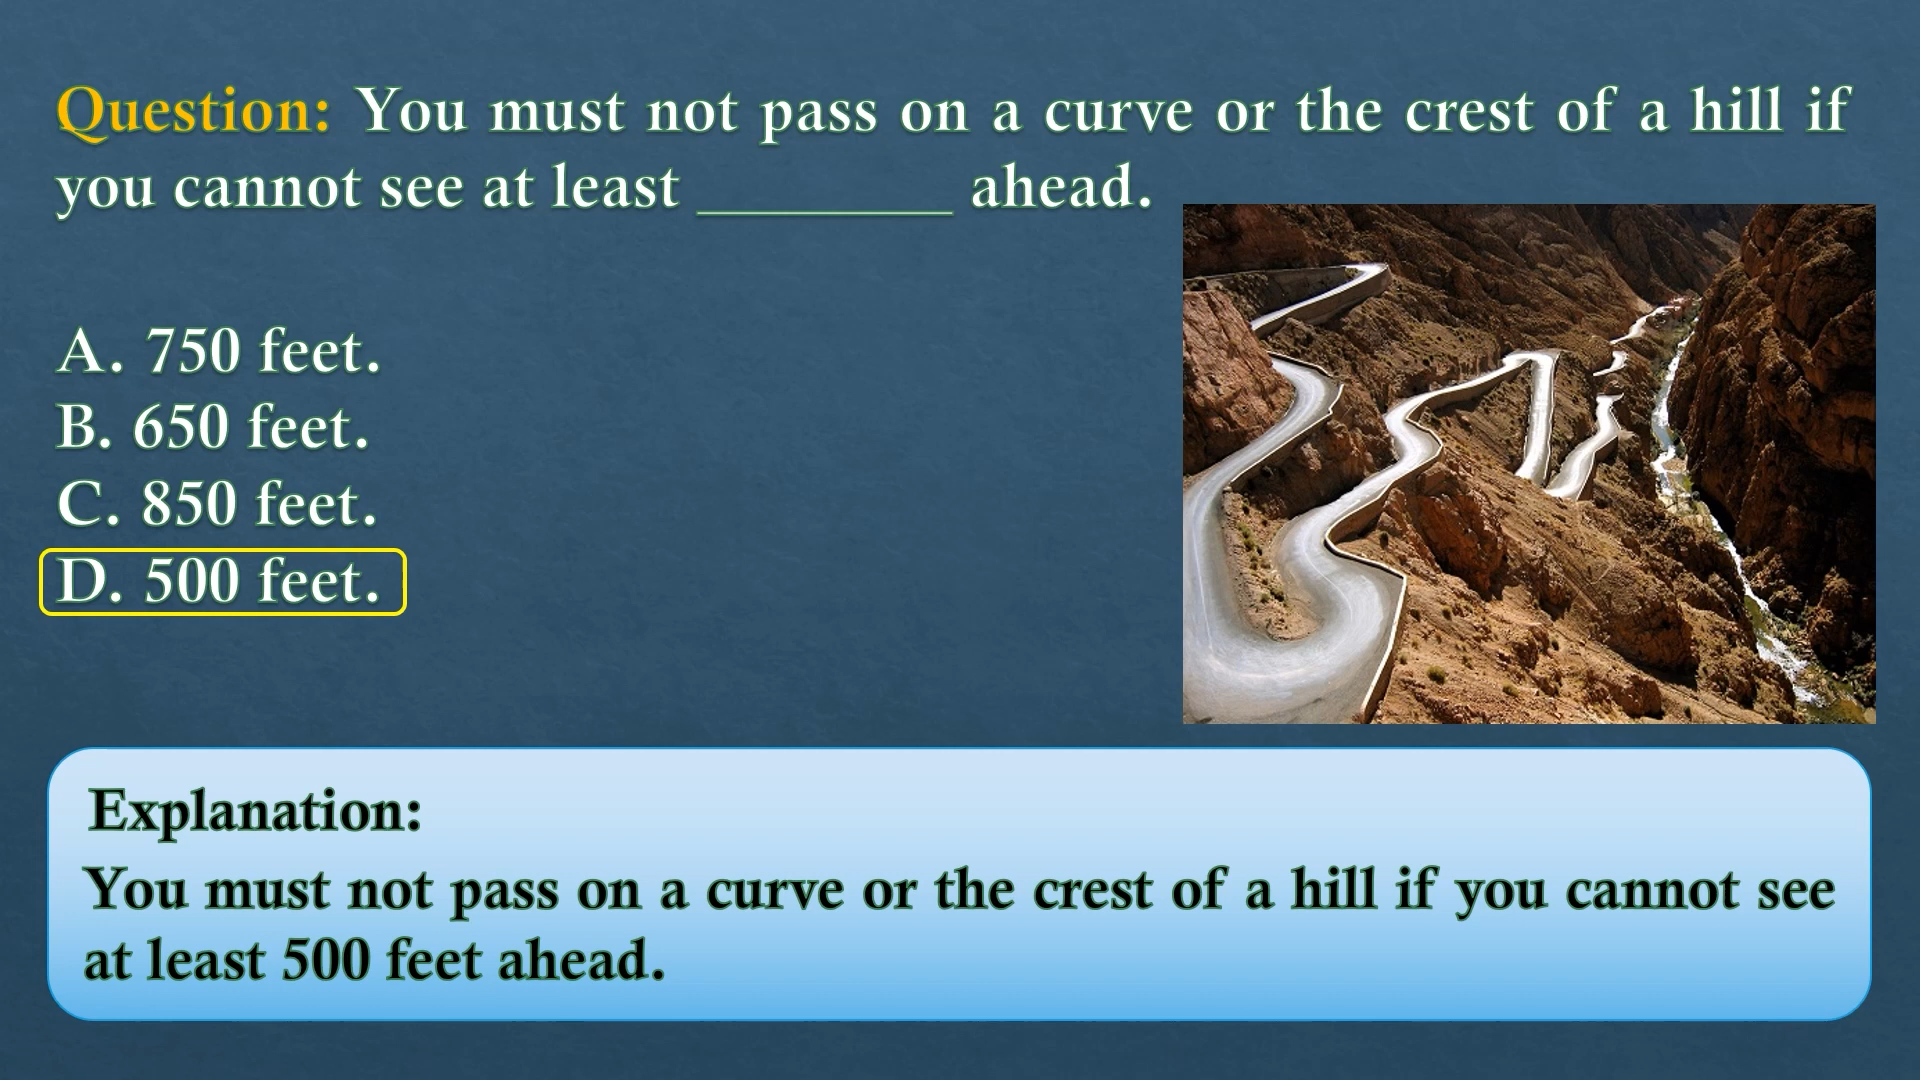 Question: You must not pass on a curve or the crest of a hill if
you cannot see at least _________ ahead.
A. 750 feet.
B. 650 feet.
C. 850 feet.
D. 500 feet.
Explanation:
You must not pass on a curve or the crest of a hill if you cannot see
at least 500 feet ahead.